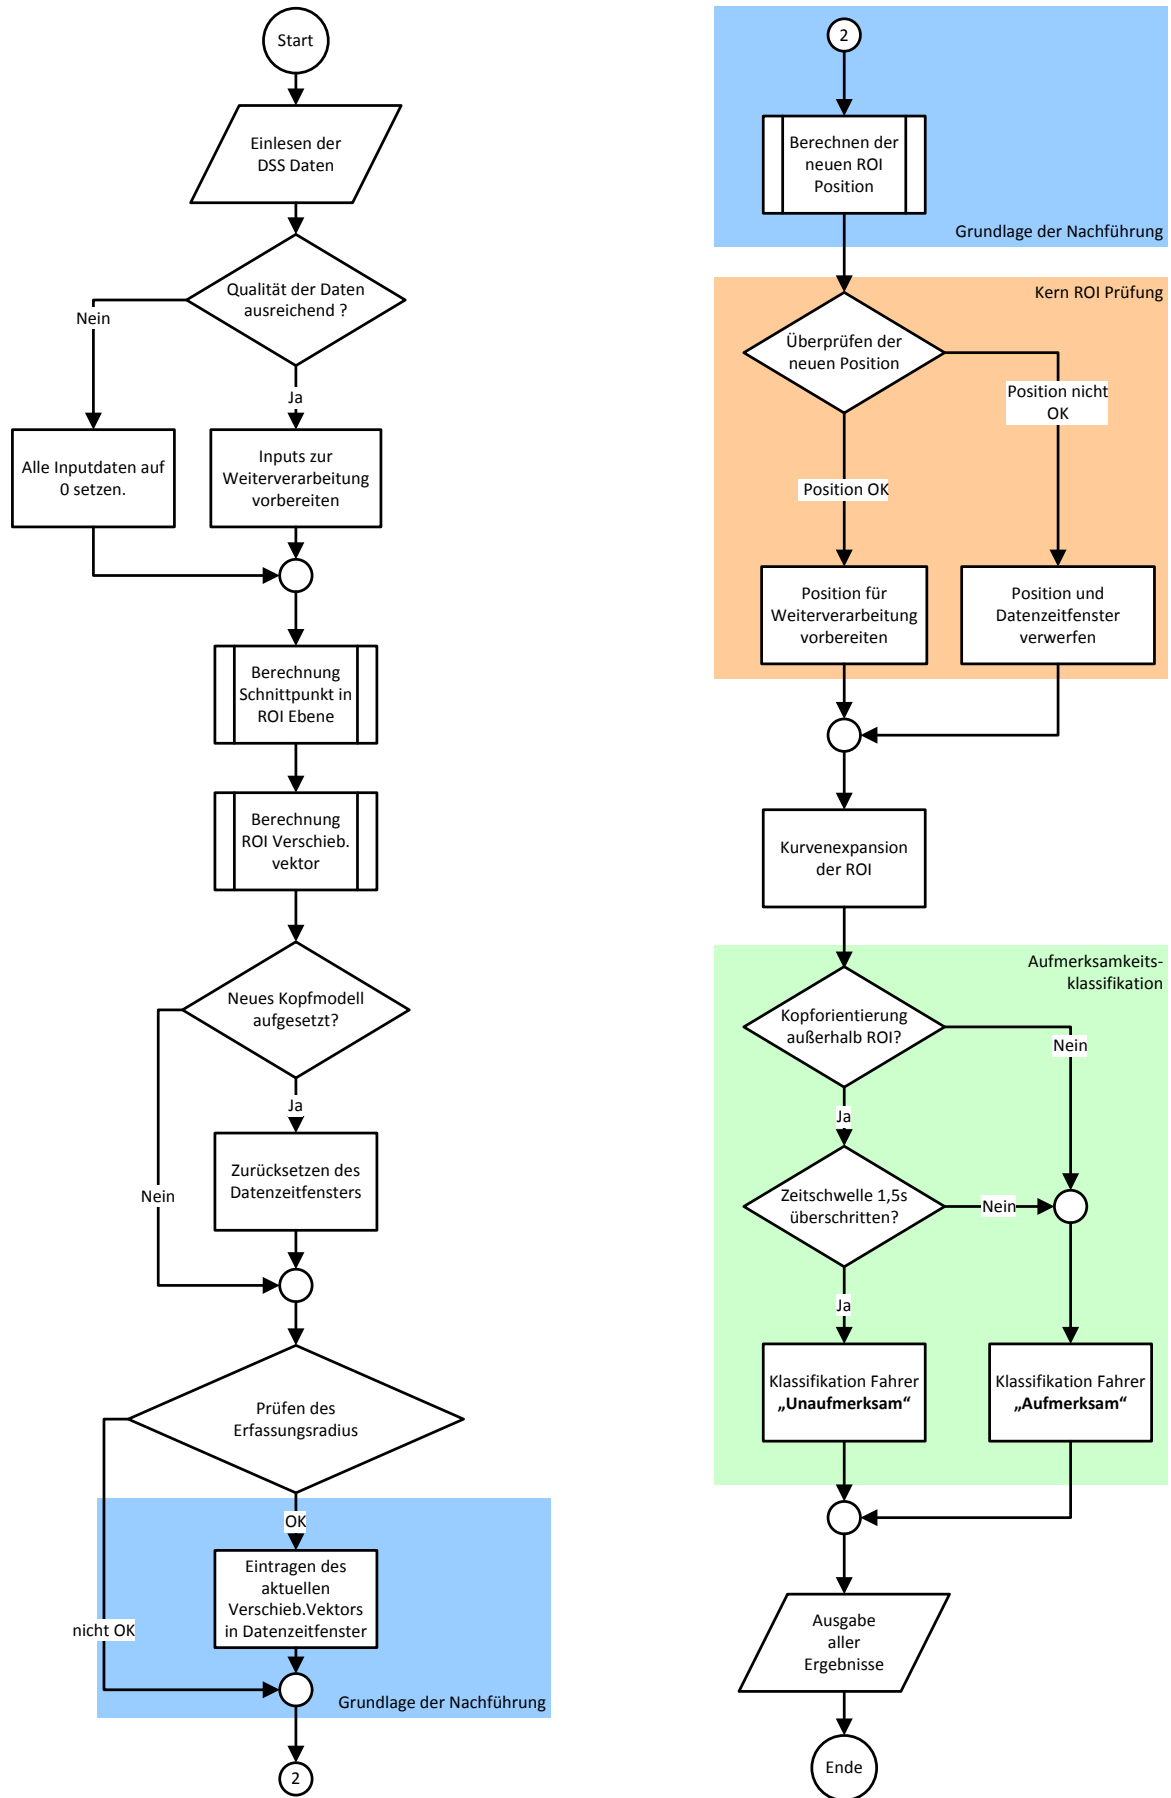 Start
Einlesen der
DSS Daten
Qualität der Daten
ausreichend ?
Nein
Ja
Alle Inputdaten auf
0 setzen.
Inputs zur
Weiterverarbeitung
vorbereiten
Berechnung
Schnittpunkt in
ROI Ebene
Berechnung
ROI Verschieb.
vektor
Neues Kopfmodell
aufgesetzt?
Ja
Nein
Zurücksetzen des
Datenzeitfensters
Prüfen des
Erfassungsradius
OK
nicht OK
Eintragen des
aktuellen
Verschieb.Vektors
in Datenzeitfenster
Grundlage der Nachführung
2
2
Berechnen der
neuen ROI
Position
Grundlage der Nachführung
Kern ROI Prüfung
Überprüfen der
neuen Position
Position nicht
OK
Position OK
Position für
Weiterverarbeitung
vorbereiten
Position und
Datenzeitfenster
verwerfen
Kurvenexpansion
der ROI
Aufmerksamkeits-
klassifikation
Kopforientierung
außerhalb ROI?
Nein
Ja
Zeitschwelle 1,5s
überschritten?
Nein
Ja
Klassifikation Fahrer
„Unaufmerksam“
Klassifikation Fahrer
„Aufmerksam“
Ausgabe
aller
Ergebnisse
Ende